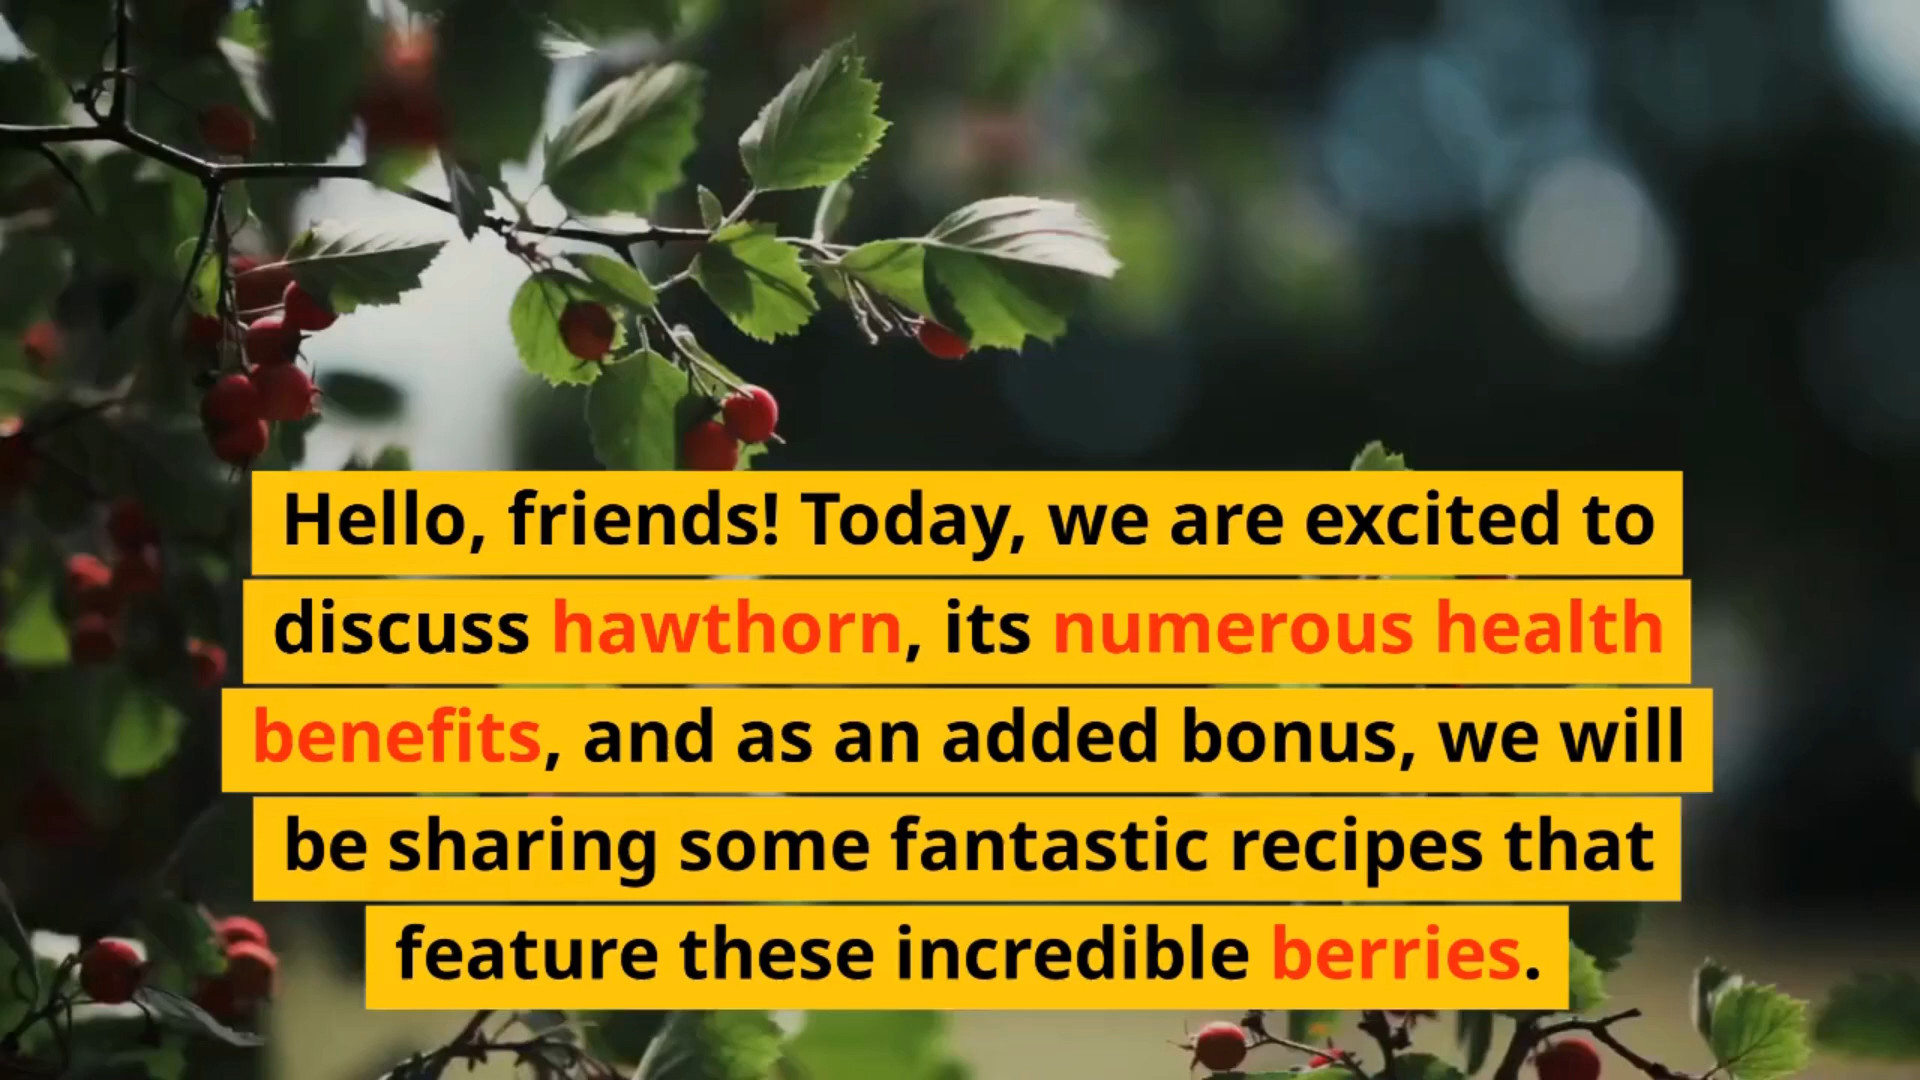 Hello, friends! Today, we are excited to
discuss hawthorn, its numerous health
benefits, and as an added bonus, we will
be sharing some fantastic recipes that
feature these incredible berries.